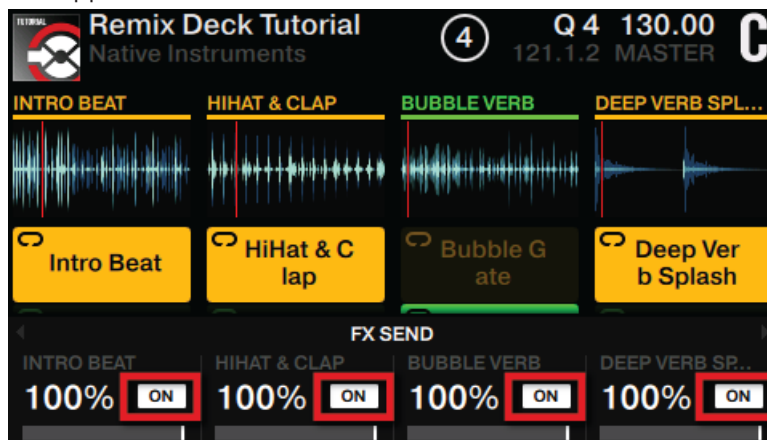 TUTORIAL
Remix Deck Tutorial
Native Instruments
4
Q 4 130.00
121.1.2 MASTER
C
INTRO BEAT
HIHAT & CLAP
BUBBLE VERB
DEEP VERB SPL...
Intro Beat
HiHat & C
lap
Bubble G
ate
Deep Ver
b Splash
FX SEND
INTRO BEAT
HIHAT & CLAP
BUBBLE VERB
DEEP VERB SP...
100% ON
100% ON
100% ON
100% ON